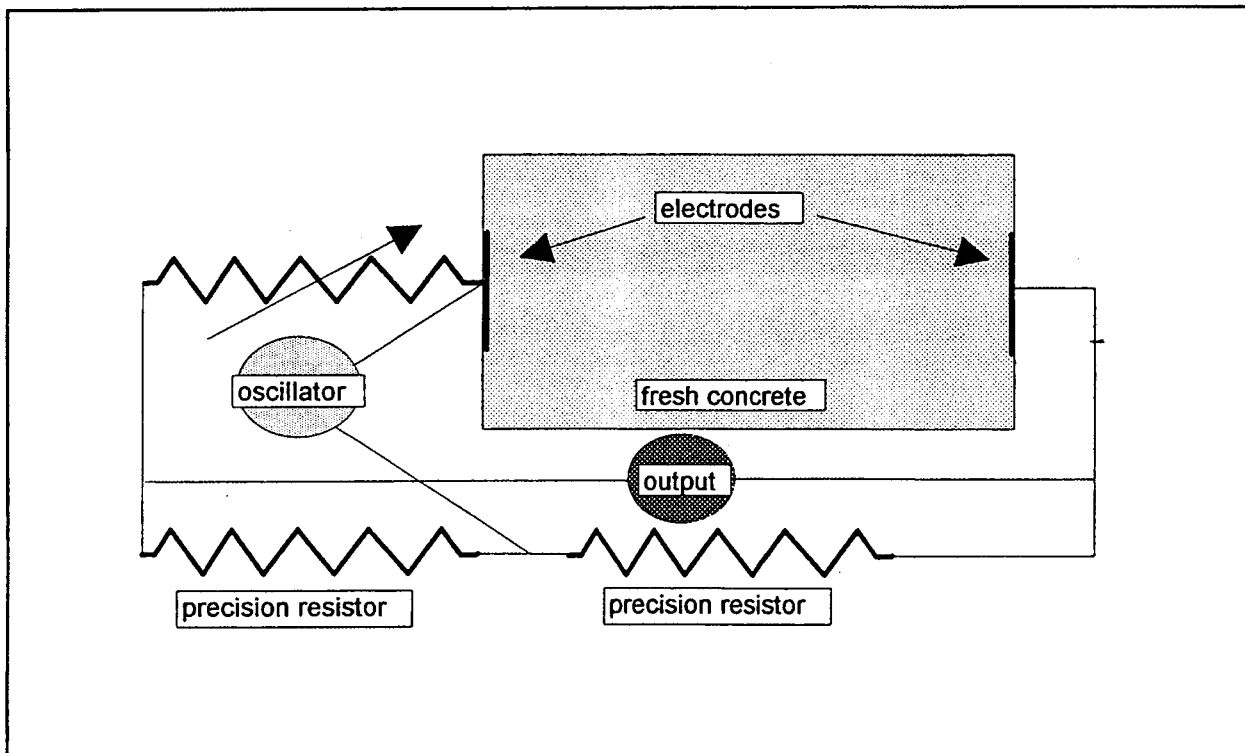 electrodes
oscillator
fresh concrete
output
precision resistor
precision resistor